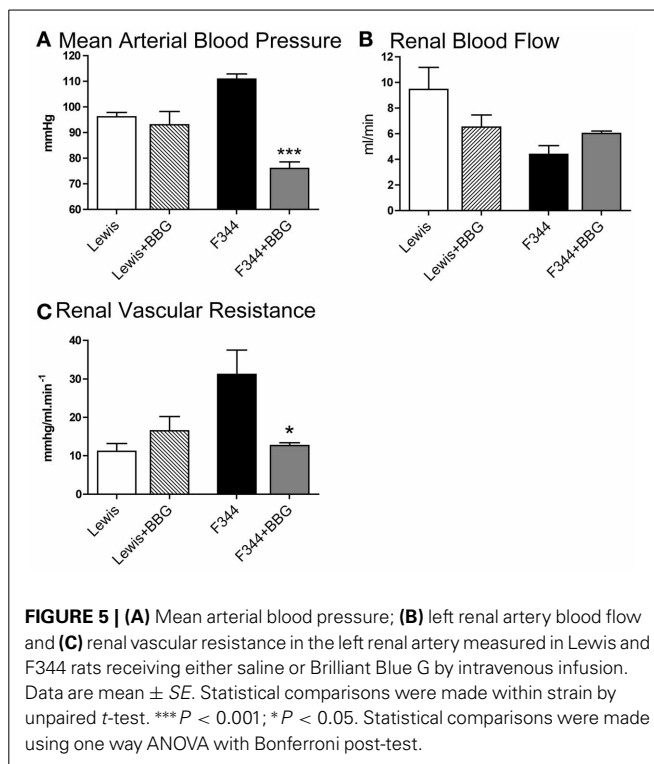 A Mean Arterial Blood Pressure
mmHg
100
90
80
70
60
110
120
Lewis
Lewis+BBG
F344
F344+BBG
***
B Renal Blood Flow
ml/min
12
10
8
6
4
2
0
Lewis
Lewis+BBG
F344
F344+BBG
C Renal Vascular Resistance
mmhg/ml.min⁻¹
40
30
20
10
0
Lewis
Lewis+BBG
F344
F344+BBG
*
FIGURE 5 | (A) Mean arterial blood pressure; (B) left renal artery blood flow
and (C) renal vascular resistance in the left renal artery measured in Lewis and
F344 rats receiving either saline or Brilliant Blue G by intravenous infusion.
Data are mean ± SE. Statistical comparisons were made within strain by
unpaired t-test. ***P < 0.001; *P < 0.05. Statistical comparisons were made
using one way ANOVA with Bonferroni post-test.